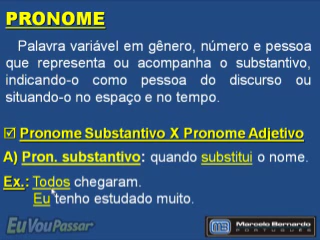 PRONOME
Palavra variável em gênero, número e pessoa
que representa ou acompanha o substantivo,
indicando-o como pessoa do discurso ou
situando-o no espaço e no tempo.
☑ Pronome Substantivo X Pronome Adjetivo
A) Pron. substantivo: quando substitui o nome.
Ex.: Todos chegaram.
Eu tenho estudado muito.
EuVouPassar
MB Marcelo Bernardo
PORTUGUÊS